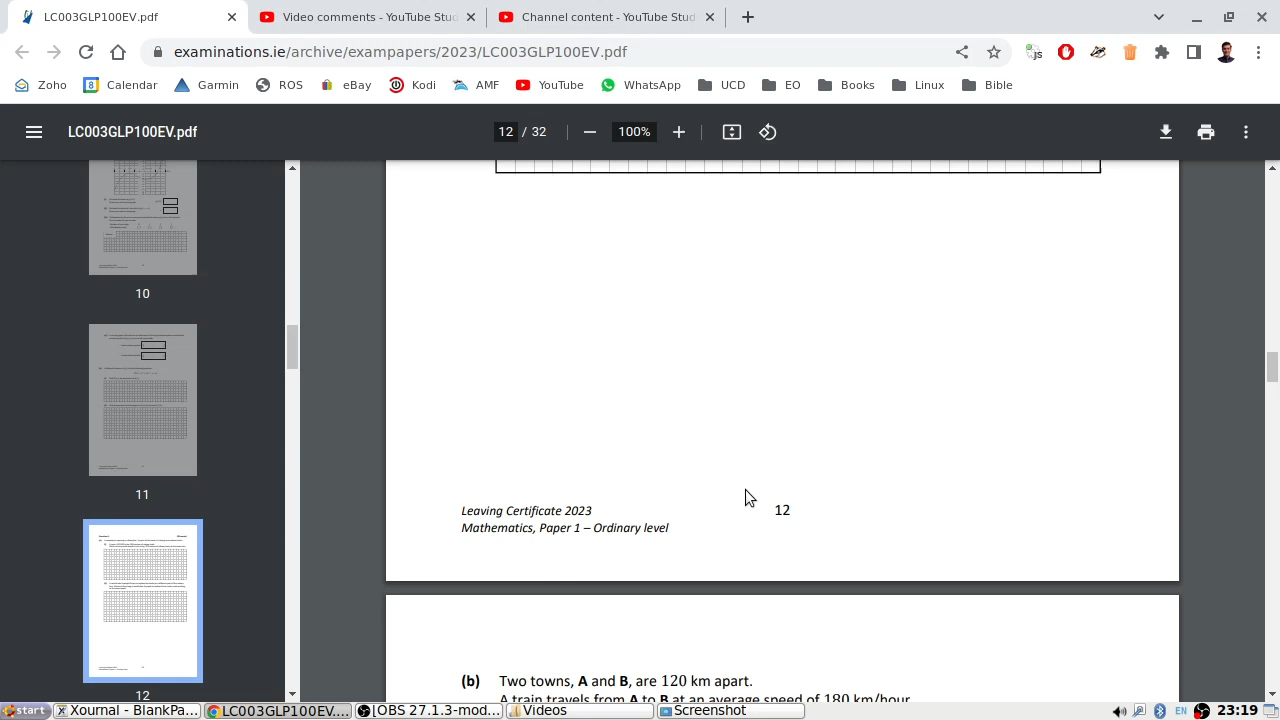 LC003GLP100EV.pdf
Video comments - YouTube Stud
Channel content - YouTube Stud
examinations.ie/archive/exampapers/2023/LC003GLP100EV.pdf
JS
Zoho
8 Calendar
Garmin
ROS
eBay
Kodi
AMF
YouTube
WhatsApp
UCD
EO
Books
Linux
Bible
LC003GLP100EV.pdf
12 / 32
100%
10
11
12
Leaving Certificate 2023
12
Mathematics, Paper 1 – Ordinary level
(b) Two towns, A and B, are 120 km apart.
A train travels from A to B at an average speed of 180 km/hour
start
Xournal - BlankPa...
LC003GLP100EV....
[OBS 27.1.3-mod...
Videos
Screenshot
EN
23:19